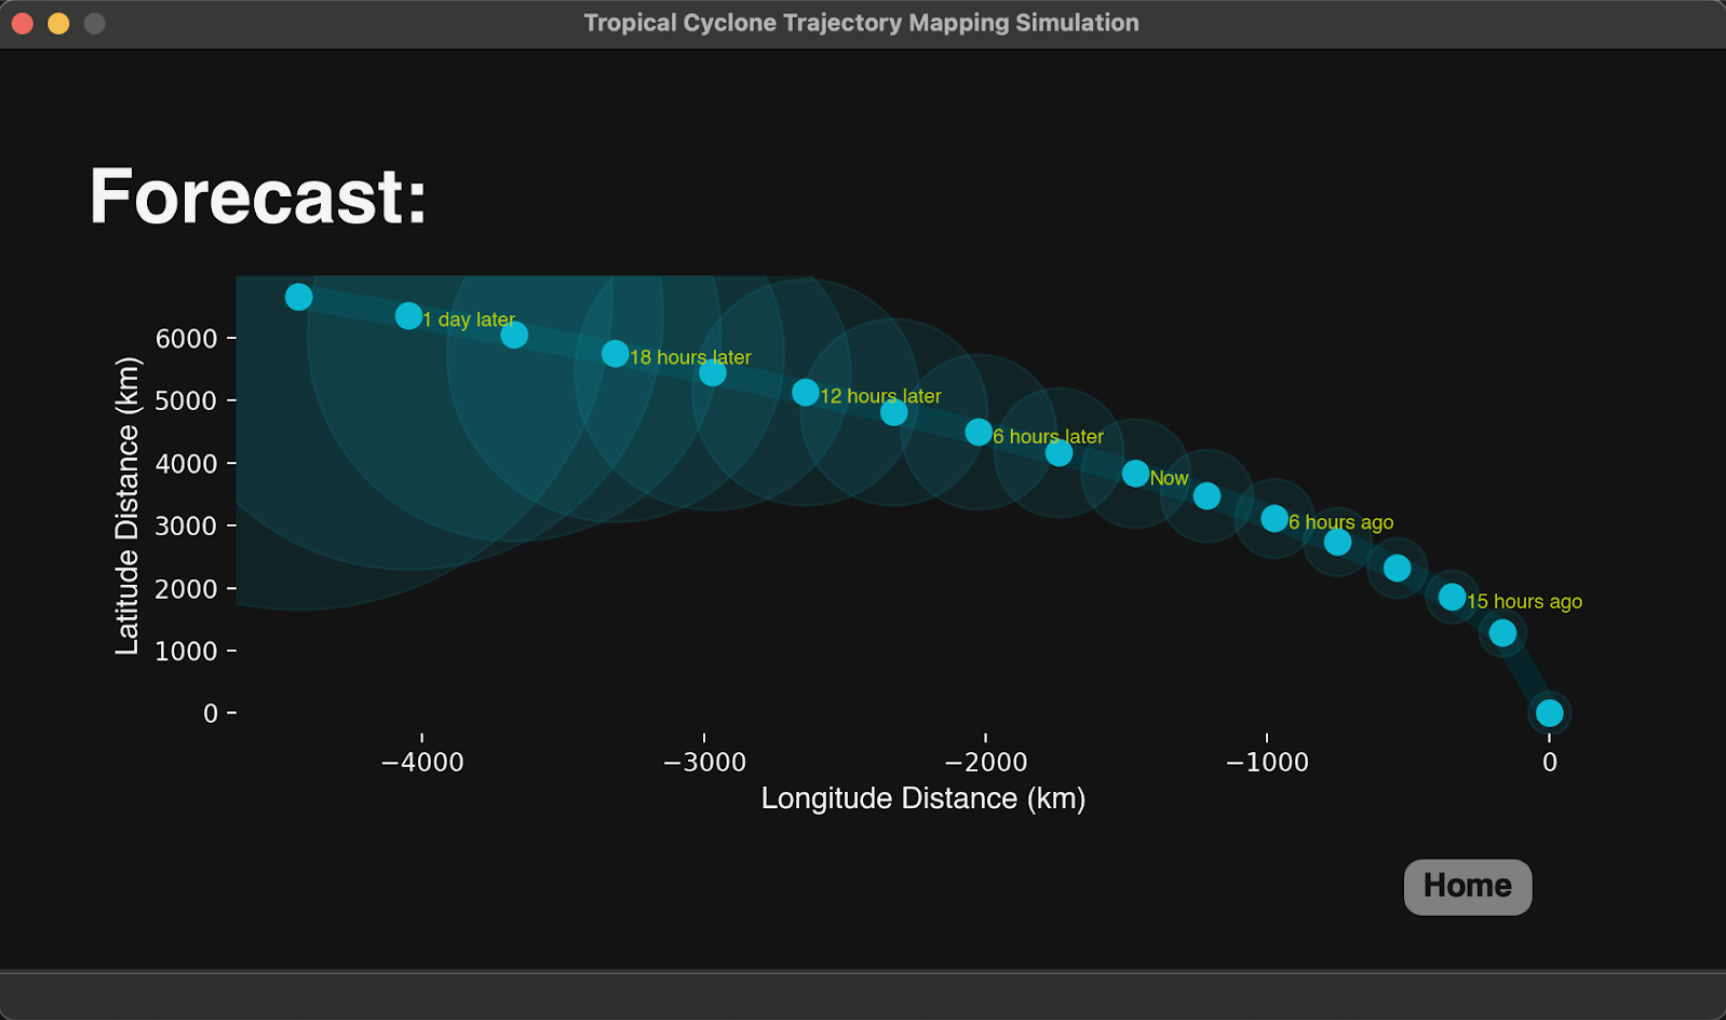 Tropical Cyclone Trajectory Mapping Simulation
Forecast:
1 day later
18 hours later
12 hours later
6 hours later
Now
6 hours ago
15 hours ago
Latitude Distance (km)
6000
5000
4000
3000
2000
1000
0
−4000
−3000
−2000
−1000
0
Longitude Distance (km)
Home